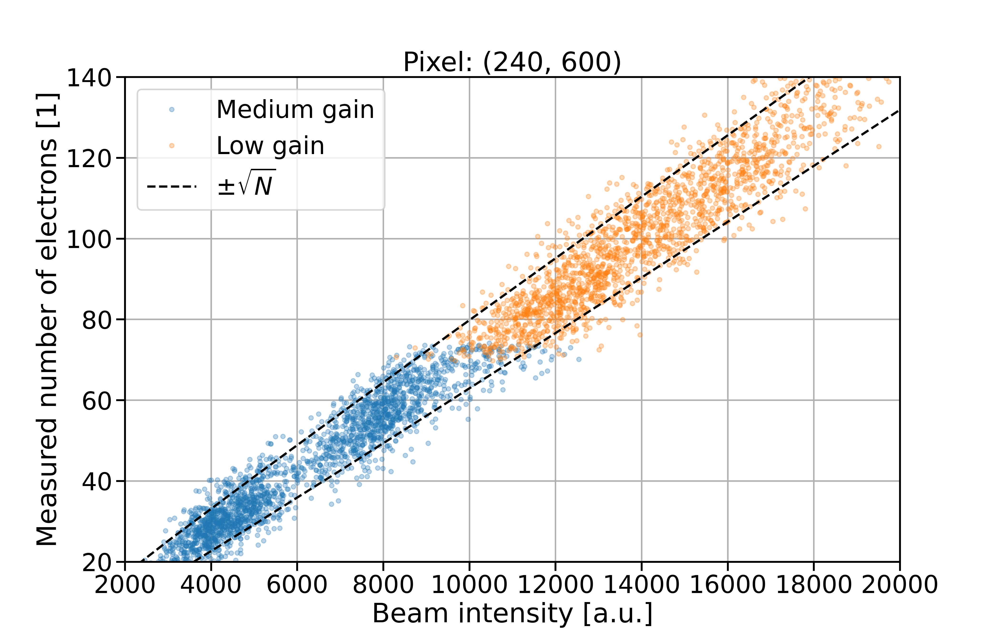 Pixel: (240, 600)
140
120
100
80
60
40
20
Measured number of electrons [1]
Medium gain
Low gain
±√N
2000 4000 6000 8000 10000 12000 14000 16000 18000 20000
Beam intensity [a.u.]